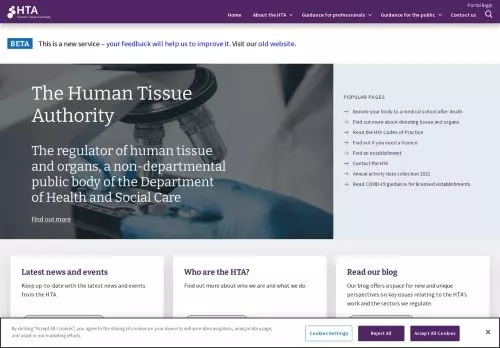 Portal login
HTA
Human Tissue Authority
Home
About the HTA
Guidance for professionals
Guidance for the public
Contact us
BETA
This is a new service – your feedback will help us to improve it. Visit our old website.
The Human Tissue
Authority
The regulator of human tissue
and organs, a non-departmental
public body of the Department
of Health and Social Care
Find out more
POPULAR PAGES
Donate your body to a medical school after death
Find out more about donating tissue and organs
Read the HTA Codes of Practice
Find out if you need a licence
Find an establishment
Contact the HTA
Annual activity data collection 2021
Read COVID-19 guidance for licensed establishments
Latest news and events
Keep up-to-date with the latest news and events
from the HTA.
Who are the HTA?
Find out more about who we are and what we do.
Read our blog
Our blog offers a space for new and unique
perspectives on key issues relating to the HTA's
work and the sectors we regulate.
By clicking "Accept All Cookies", you agree to the storing of cookies on your device to enhance site navigation, analyze site usage,
and assist in our marketing efforts.
Cookies Settings
Reject All
Accept All Cookies